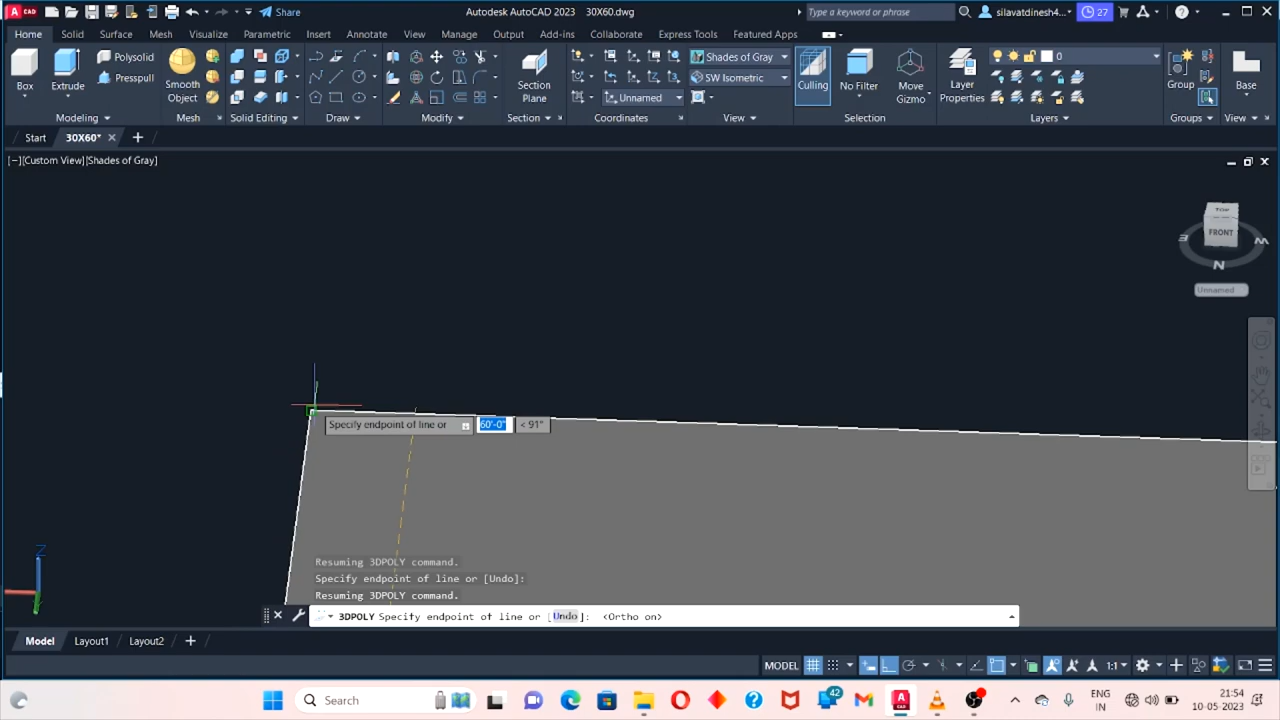 A CAD Share Autodesk AutoCAD 2023 30X60.dwg Type a keyword or phrase silavatdinesh4... 27
Home Solid Surface Mesh Visualize Parametric Insert Annotate View Manage Output Add-ins Collaborate Express Tools Featured Apps
Polysolid Shades of Gray 0
Presspull SW Isometric
Box Extrude Smooth Object Section Plane Unnamed Culling No Filter Move Gizmo Layer Properties Group Base
Modeling Mesh Solid Editing Draw Modify Section Coordinates View Selection Layers Groups View
Start 30X60* 
[−][Custom View][Shades of Gray]
TOP
FRONT
N
Unnamed
Specify endpoint of line or 60'-0" < 91°
Z
Resuming 3DPOLY command.
Specify endpoint of line or [Undo]:
Resuming 3DPOLY command.
3DPOLY Specify endpoint of line or [Undo]: <Ortho on>
Model Layout1 Layout2
MODEL 1:1
Search 42 A CAD ENG 21:54
IN 10-05-2023